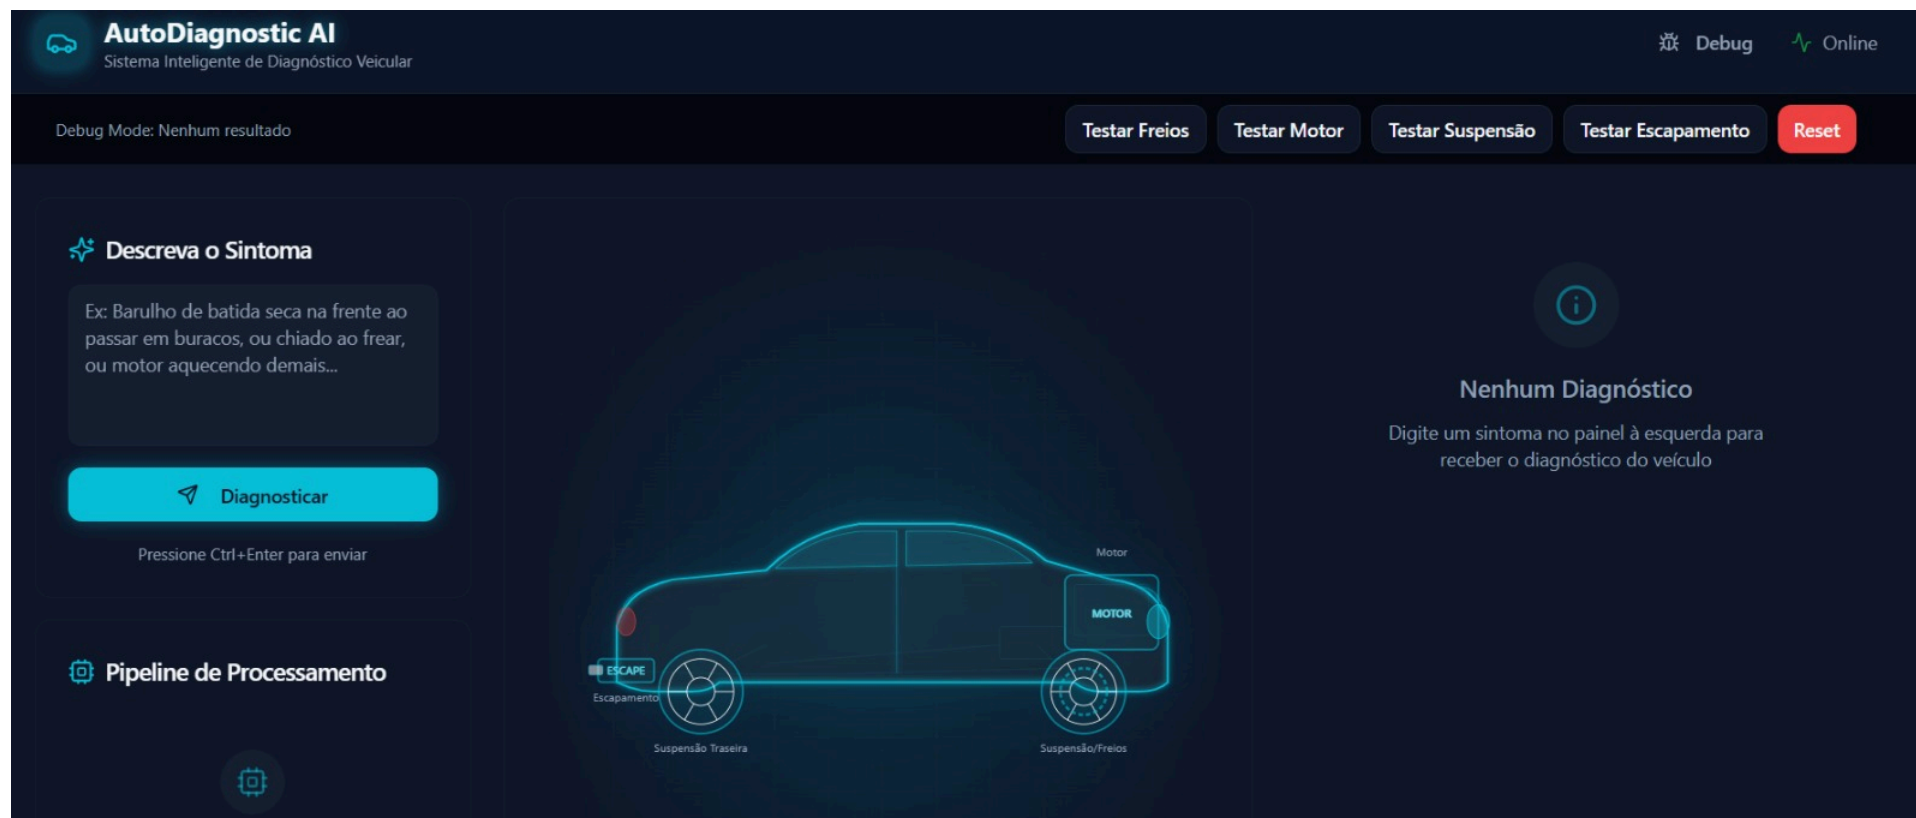 AutoDiagnostic AI
Sistema Inteligente de Diagnóstico Veicular
Debug
Online
Debug Mode: Nenhum resultado
Testar Freios
Testar Motor
Testar Suspensão
Testar Escapamento
Reset
Descreva o Sintoma
Ex: Barulho de batida seca na frente ao
passar em buracos, ou chiado ao frear,
ou motor aquecendo demais...
Diagnosticar
Pressione Ctrl+Enter para enviar
Pipeline de Processamento
Motor
MOTOR
ESCAPE
Escapamento
Suspensão Traseira
Suspensão/Freios
Nenhum Diagnóstico
Digite um sintoma no painel à esquerda para
receber o diagnóstico do veículo